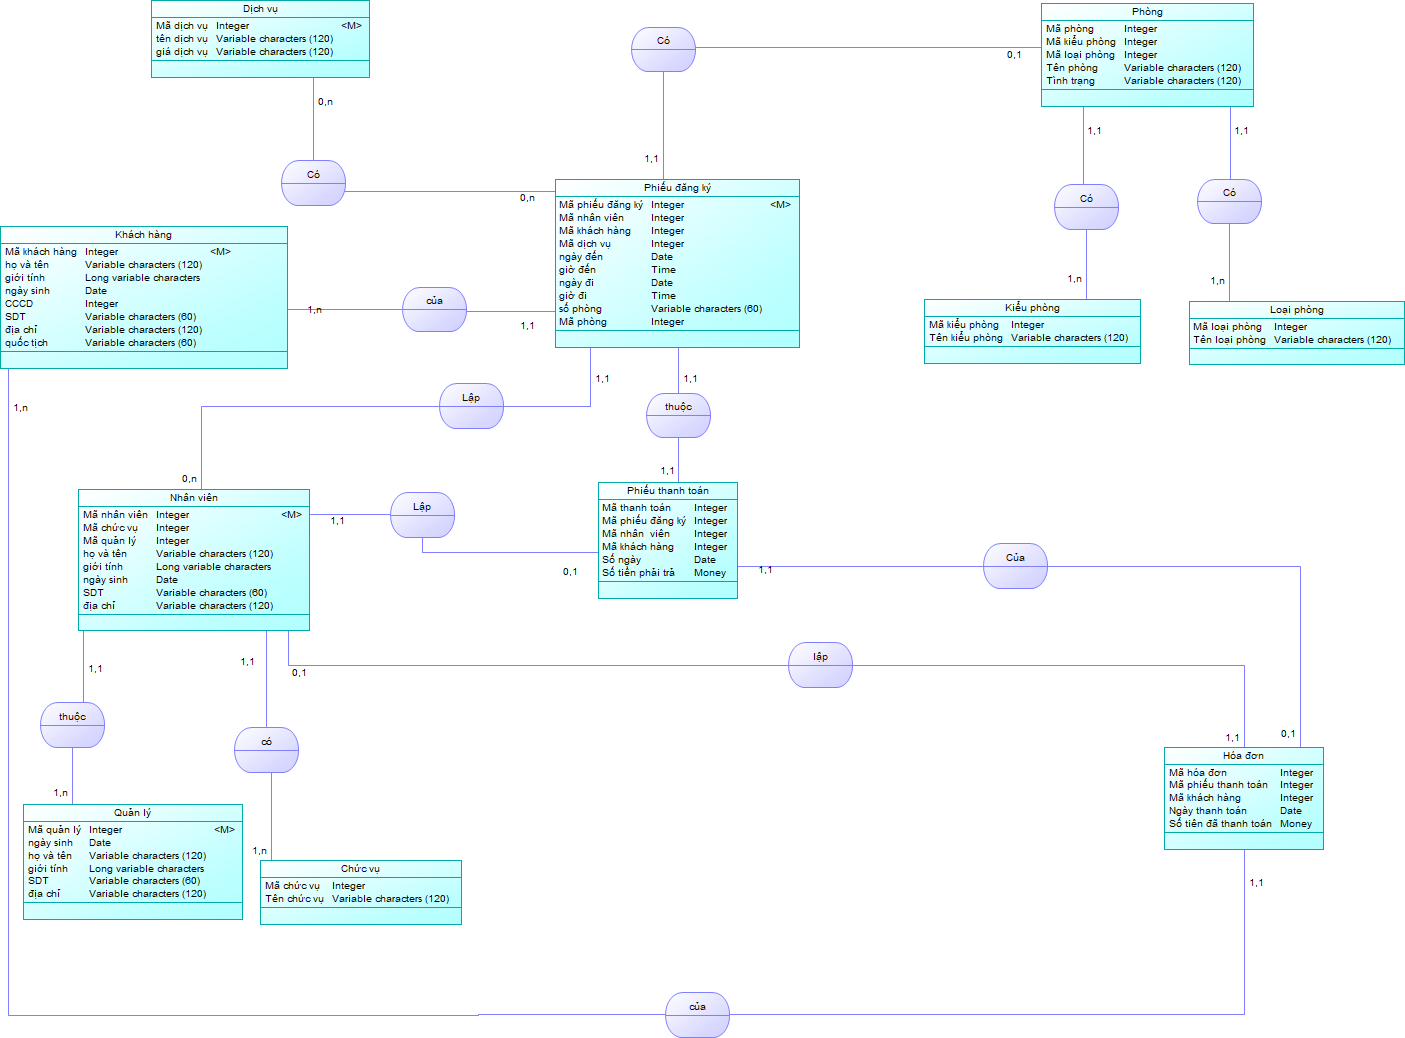 Dịch vụ
Mã dịch vụ Integer <M>
tên dịch vụ Variable characters (120)
giá dịch vụ Variable characters (120)
0,n
Có
0,n
Có
0,1
1,1
Phòng
Mã phòng Integer
Mã kiểu phòng Integer
Mã loại phòng Integer
Tên phòng Variable characters (120)
Tình trạng Variable characters (120)
1,1
1,1
Có
Có
1,n
1,n
Kiểu phòng
Mã kiểu phòng Integer
Tên kiểu phòng Variable characters (120)
Loại phòng
Mã loại phòng Integer
Tên loại phòng Variable characters (120)
Phiếu đăng ký
Mã phiếu đăng ký Integer <M>
Mã nhân viên Integer
Mã khách hàng Integer
Mã dịch vụ Integer
ngày đến Date
giờ đến Time
ngày đi Date
giờ đi Time
số phòng Variable characters (60)
Mã phòng Integer
Khách hàng
Mã khách hàng Integer <M>
họ và tên Variable characters (120)
giới tính Long variable characters
ngày sinh Date
CCCD Integer
SDT Variable characters (60)
địa chỉ Variable characters (120)
quốc tịch Variable characters (60)
1,n
của
1,1
1,n
1,1
Lập
0,n
1,1
thuộc
1,1
Nhân viên
Mã nhân viên Integer <M>
Mã chức vụ Integer
Mã quản lý Integer
họ và tên Variable characters (120)
giới tính Long variable characters
ngày sinh Date
SDT Variable characters (60)
địa chỉ Variable characters (120)
1,1
Lập
0,1
Phiếu thanh toán
Mã thanh toán Integer
Mã phiếu đăng ký Integer
Mã nhân  viên Integer
Mã khách hàng Integer
Số ngày Date
Số tiền phải trả Money
1,1
Của
0,1
1,1
thuộc
1,n
1,1
có
1,n
0,1
lập
1,1
Quản lý
Mã quản lý Integer <M>
ngày sinh Date
họ và tên Variable characters (120)
giới tính Long variable characters
SDT Variable characters (60)
địa chỉ Variable characters (120)
Chức vụ
Mã chức vụ Integer
Tên chức vụ Variable characters (120)
Hóa đơn
Mã hóa đơn Integer
Mã phiếu thanh toán Integer
Mã khách hàng Integer
Ngày thanh toán Date
Số tiền đã thanh toán Money
1,1
của